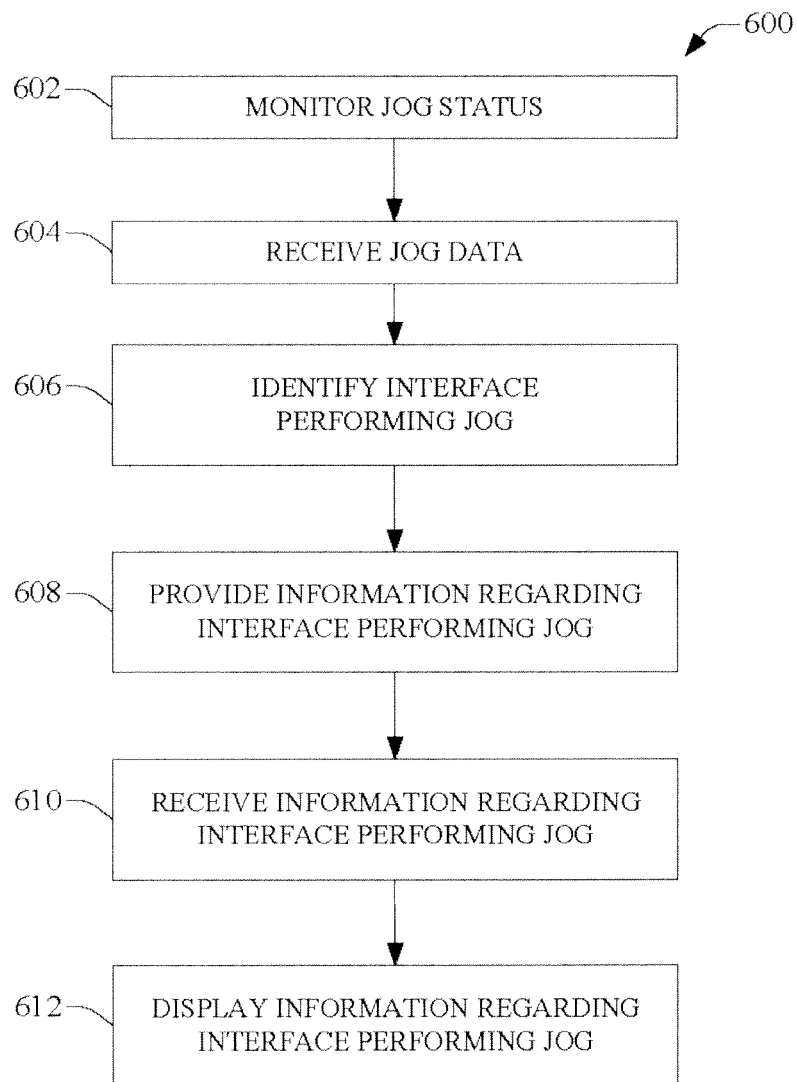 600
602
MONITOR JOG STATUS
604
RECEIVE JOG DATA
606
IDENTIFY INTERFACE
PERFORMING JOG
608
PROVIDE INFORMATION REGARDING
INTERFACE PERFORMING JOG
610
RECEIVE INFORMATION REGARDING
INTERFACE PERFORMING JOG
612
DISPLAY INFORMATION REGARDING
INTERFACE PERFORMING JOG